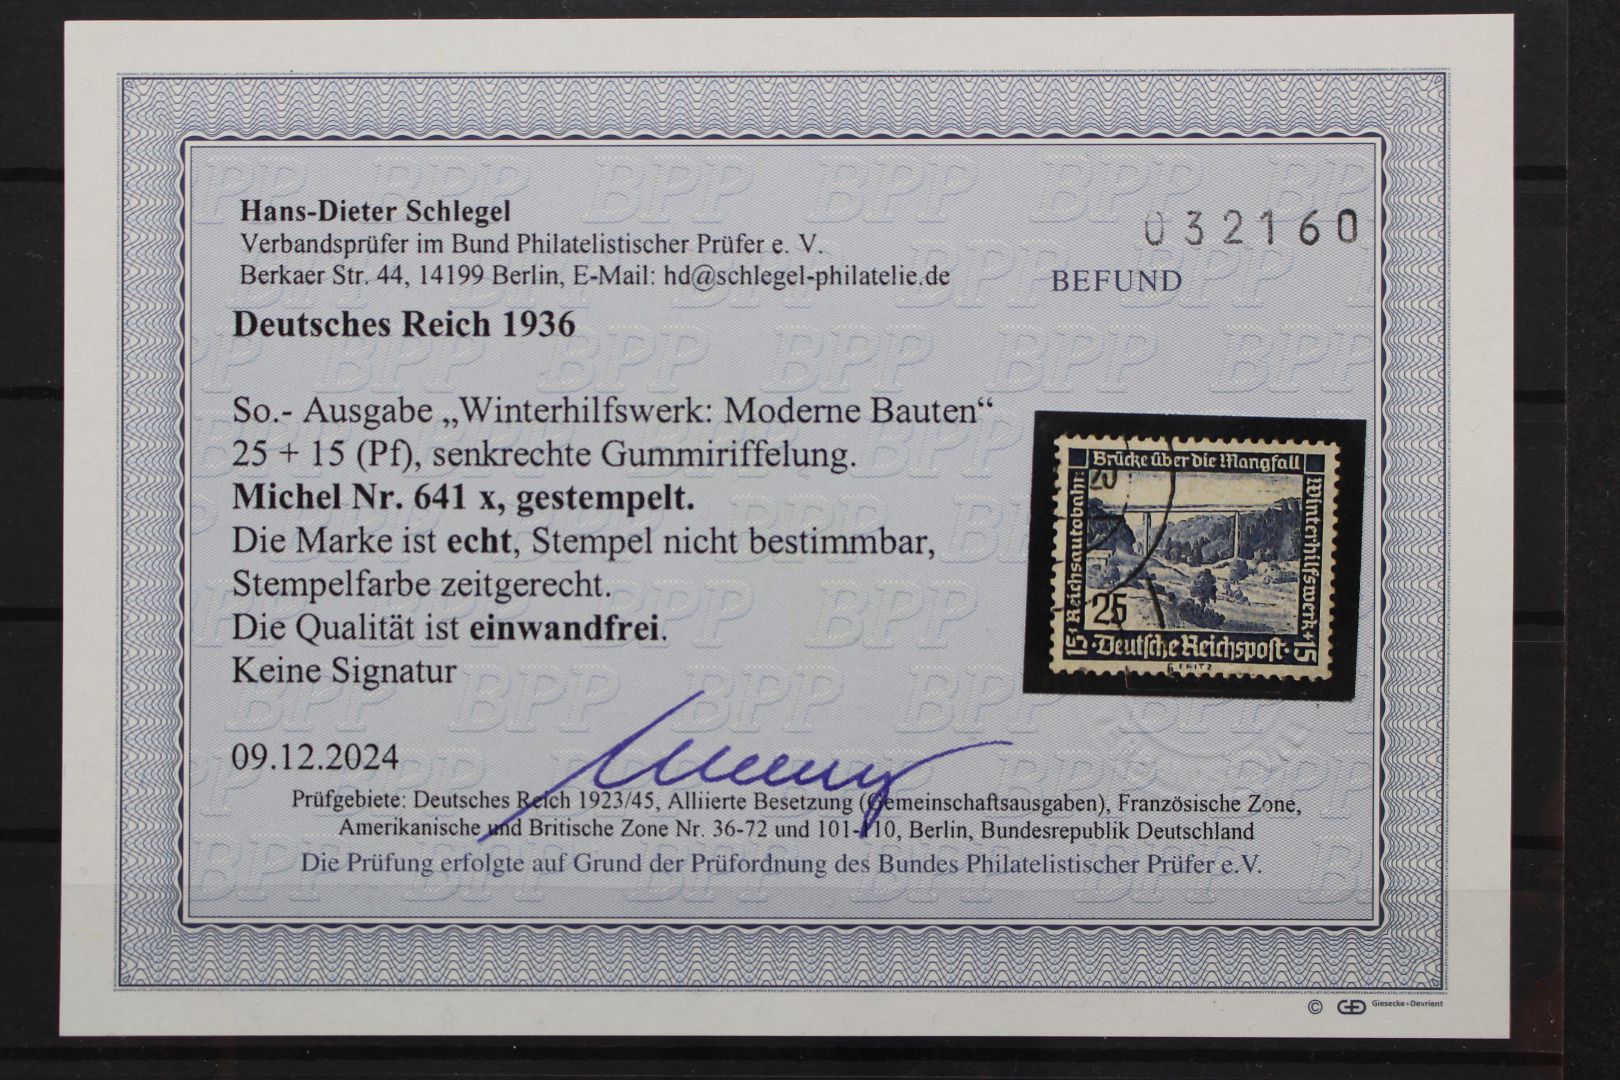 Hans-Dieter Schlegel
Verbandsprüfer im Bund Philatelistischer Prüfer e. V.
Berkaer Str. 44, 14199 Berlin, E-Mail: hd@schlegel-philatelie.de
032160
BEFUND
Deutsches Reich 1936
So.- Ausgabe „Winterhilfswerk: Moderne Bauten“
25 + 15 (Pf), senkrechte Gummiriffelung.
Michel Nr. 641 x, gestempelt.
Die Marke ist echt, Stempel nicht bestimmbar,
Stempelfarbe zeitgerecht.
Die Qualität ist einwandfrei.
Keine Signatur
09.12.2024
Brücke über die Mangfall
15 + Reichsautobahn:
Winterhilfswerk + 15
25
·Deutsche Reichspost·
G. FRITZ
Prüfgebiete: Deutsches Reich 1923/45, Alliierte Besetzung (Gemeinschaftsausgaben), Französische Zone,
Amerikanische und Britische Zone Nr. 36-72 und 101-110, Berlin, Bundesrepublik Deutschland
Die Prüfung erfolgte auf Grund der Prüfordnung des Bundes Philatelistischer Prüfer e.V.
© Giesecke+Devrient